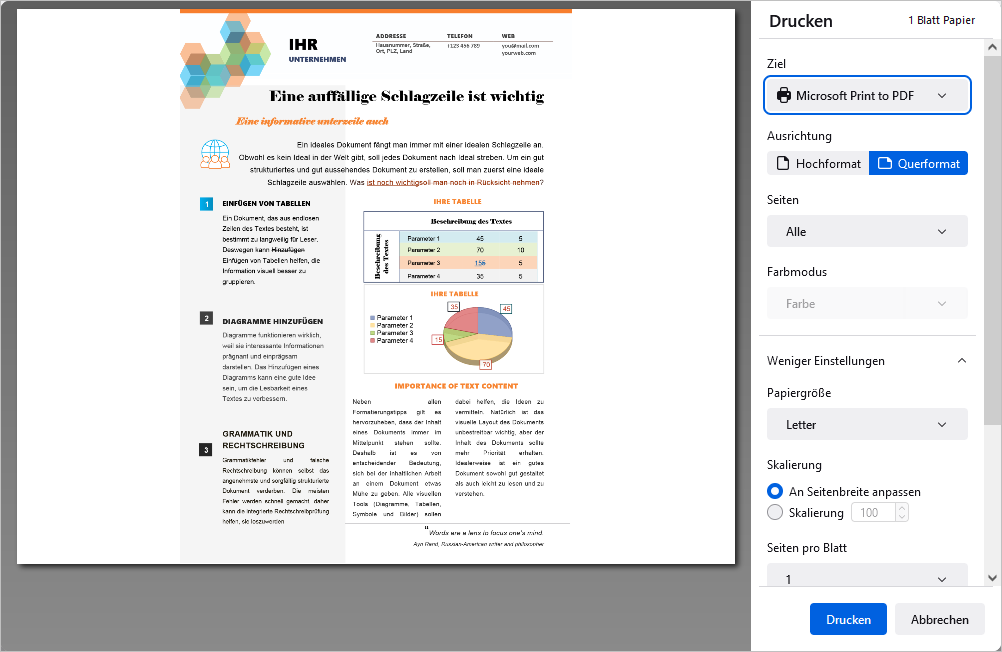 IHR
UNTERNEHMEN
ADRESSE
Hausnummer, Straße,
Ort, PLZ, Land
TELEFON
+123 456 789
WEB
you@mail.com
yourweb.com
Eine auffällige Schlagzeile ist wichtig
Eine informative unterzeile auch
Ein ideales Dokument fängt man immer mit einer idealen Schlagzeile an.
Obwohl es kein Ideal in der Welt gibt, soll jedes Dokument nach Ideal streben. Um ein gut
strukturiertes und gut aussehendes Dokument zu erstellen, soll man zuerst eine ideale
Schlagzeile auswählen. Was ist noch wichtigsoll man noch in Rücksicht nehmen?
1
EINFÜGEN VON TABELLEN
Ein Dokument, das aus endlosen
Zeilen des Textes besteht, ist
bestimmt zu langweilig für Leser.
Deswegen kann Hinzufügen
Einfügen von Tabellen helfen, die
Information visuell besser zu
gruppieren.
2
DIAGRAMME HINZUFÜGEN
Diagramme funktionieren wirklich,
weil sie interessante Informationen
prägnant und einprägsam
darstellen. Das Hinzufügen eines
Diagramms kann eine gute Idee
sein, um die Lesbarkeit eines
Textes zu verbessern.
3
GRAMMATIK UND
RECHTSCHREIBUNG
Grammatikfehler und falsche
Rechtschreibung können selbst das
angenehmste und sorgfältig strukturierte
Dokument verderben. Die meisten
Fehler werden schnell gemacht, daher
kann die integrierte Rechtschreibprüfung
helfen, sie loszuwerden
IHRE TABELLE
Beschreibung des Textes
Beschreibung
des Textes
Parameter 1 45 5
Parameter 2 70 10
Parameter 3 156 5
Parameter 4 35 5
IHRE TABELLE
Parameter 1
Parameter 2
Parameter 3
Parameter 4
35
45
15
70
IMPORTANCE OF TEXT CONTENT
Neben allen
Formatierungstipps gilt es
hervorzuheben, dass der Inhalt
eines Dokuments immer im
Mittelpunkt stehen sollte.
Deshalb ist es von
entscheidender Bedeutung,
sich bei der inhaltlichen Arbeit
an einem Dokument etwas
Mühe zu geben. Alle visuellen
Tools (Diagramme, Tabellen,
Symbole und Bilder) sollen
dabei helfen, die Ideen zu
vermitteln. Natürlich ist das
visuelle Layout des Dokuments
unbestreitbar wichtig, aber der
Inhalt des Dokuments sollte
mehr Priorität erhalten.
Idealerweise ist ein gutes
Dokument sowohl gut gestaltet
als auch leicht zu lesen und zu
verstehen.
"Words are a lens to focus one's mind.
Ayn Rand, Russian-American writer and philosopher
Drucken
1 Blatt Papier
Ziel
Microsoft Print to PDF
Ausrichtung
Hochformat
Querformat
Seiten
Alle
Farbmodus
Farbe
Weniger Einstellungen
Papiergröße
Letter
Skalierung
An Seitenbreite anpassen
Skalierung 100
Seiten pro Blatt
1
Drucken
Abbrechen